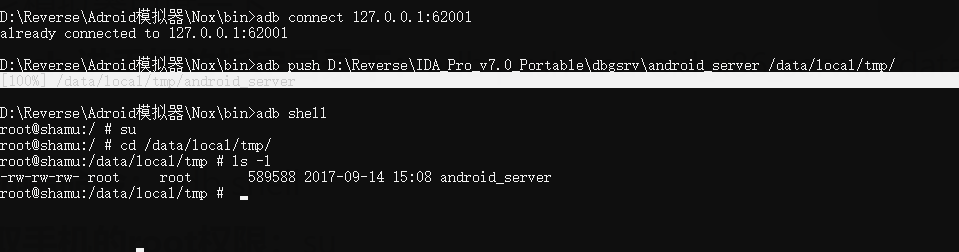 D:\Reverse\Adroid模拟器\Nox\bin>adb connect 127.0.0.1:62001
already connected to 127.0.0.1:62001
D:\Reverse\Adroid模拟器\Nox\bin>adb push D:\Reverse\IDA_Pro_v7.0_Portable\dbgsrv\android_server /data/local/tmp/
[100%] /data/local/tmp/android_server
D:\Reverse\Adroid模拟器\Nox\bin>adb shell
root@shamu:/ # su
root@shamu:/ # cd /data/local/tmp/
root@shamu:/data/local/tmp # ls -l
-rw-rw-rw- root     root       589588 2017-09-14 15:08 android_server
root@shamu:/data/local/tmp #